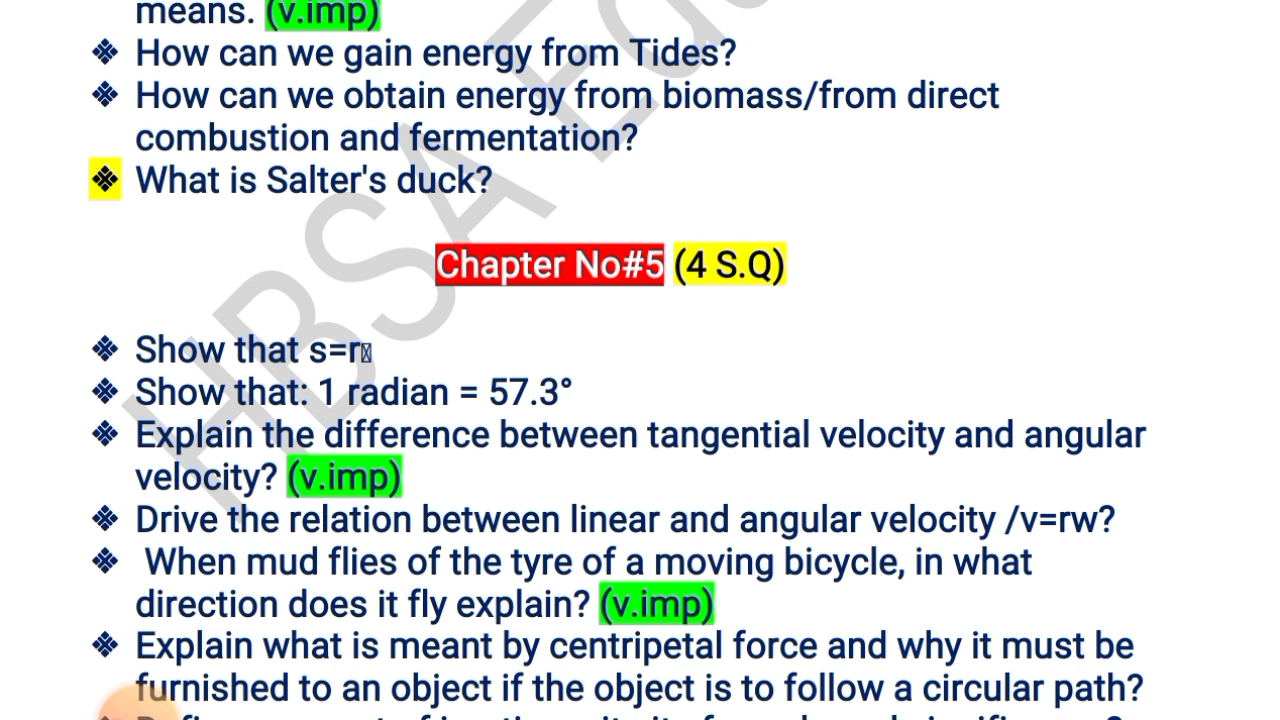 means. (v.imp)
❖ How can we gain energy from Tides?
❖ How can we obtain energy from biomass/from direct
combustion and fermentation?
❖ What is Salter's duck?
Chapter No#5 (4 S.Q)
❖ Show that s=r
❖ Show that: 1 radian = 57.3°
❖ Explain the difference between tangential velocity and angular
velocity? (v.imp)
❖ Drive the relation between linear and angular velocity /v=rw?
❖ When mud flies of the tyre of a moving bicycle, in what
direction does it fly explain? (v.imp)
❖ Explain what is meant by centripetal force and why it must be
furnished to an object if the object is to follow a circular path?
HBSA